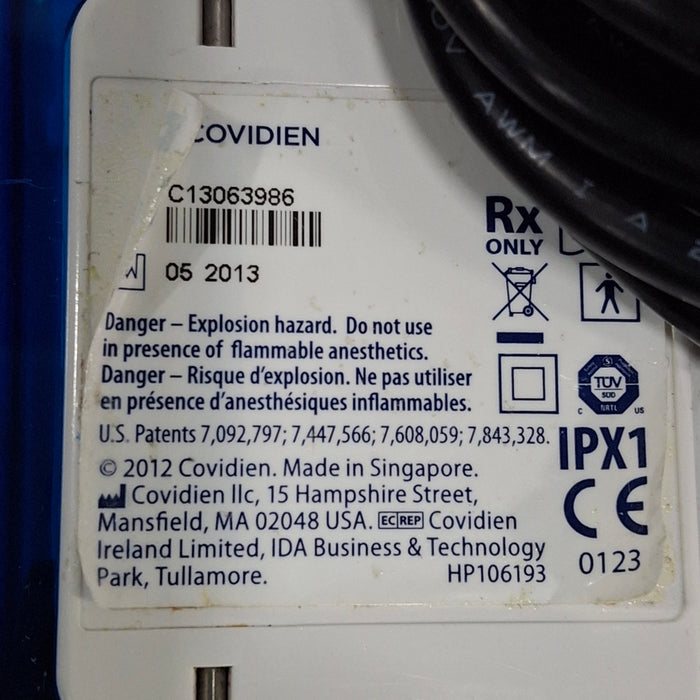 COVIDIEN
C13063986
05 2013
Rx
ONLY
Danger – Explosion hazard. Do not use
in presence of flammable anesthetics.
Danger – Risque d'explosion. Ne pas utiliser
en présence d'anesthésiques inflammables.
TÜV
SÜD
NRTL
C US
U.S. Patents 7,092,797; 7,447,566; 7,608,059; 7,843,328.
IPX1
© 2012 Covidien. Made in Singapore.
Covidien llc, 15 Hampshire Street,
Mansfield, MA 02048 USA. EC REP Covidien
Ireland Limited, IDA Business & Technology
Park, Tullamore.
HP106193
CE
0123
AWM I A